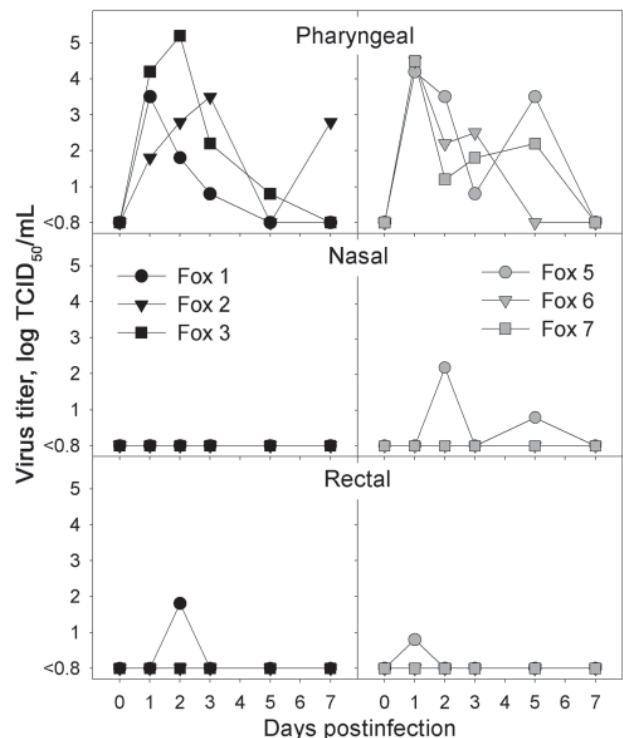 Virus titer, log TCID50/mL
Pharyngeal
5
4
3
2
1
<0.8
Nasal
5
4
3
2
1
<0.8
Fox 1
Fox 2
Fox 3
Fox 5
Fox 6
Fox 7
Rectal
5
4
3
2
1
<0.8
0 1 2 3 4 5 6 7 0 1 2 3 4 5 6 7
Days postinfection